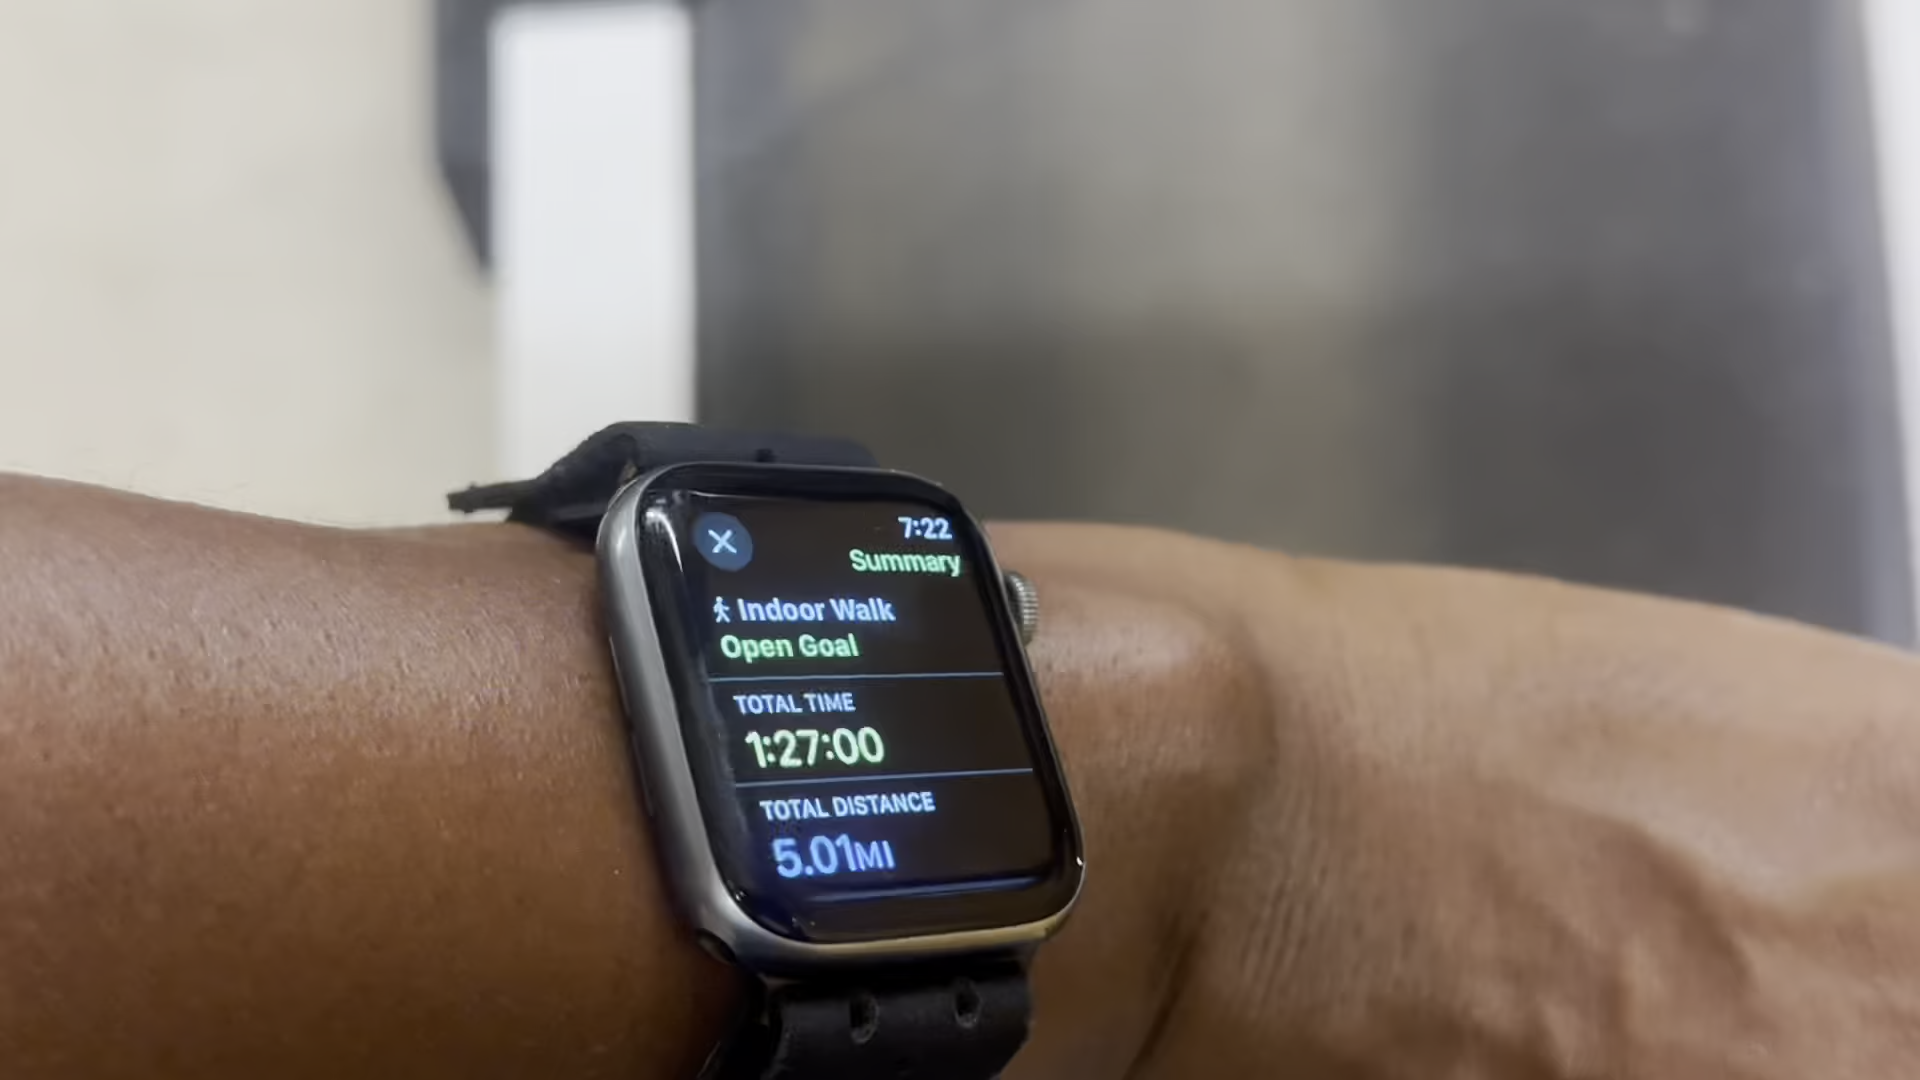 7:22
Summary
Indoor Walk
Open Goal
TOTAL TIME
1:27:00
TOTAL DISTANCE
5.01MI